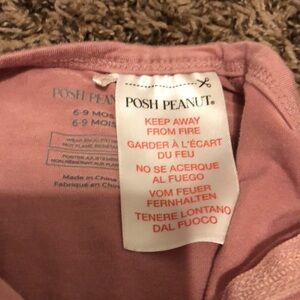 POSH PEANUT®
KEEP AWAY
FROM FIRE
GARDER À L'ÉCART
DU FEU
NO SE ACERQUE
AL FUEGO
VOM FEUER
FERNHALTEN
TENERE LONTANO
DAL FUOCO
POSH PEAN
6-9 MOS
6-9 MOIS
Made in China
Fabriqué en Chine